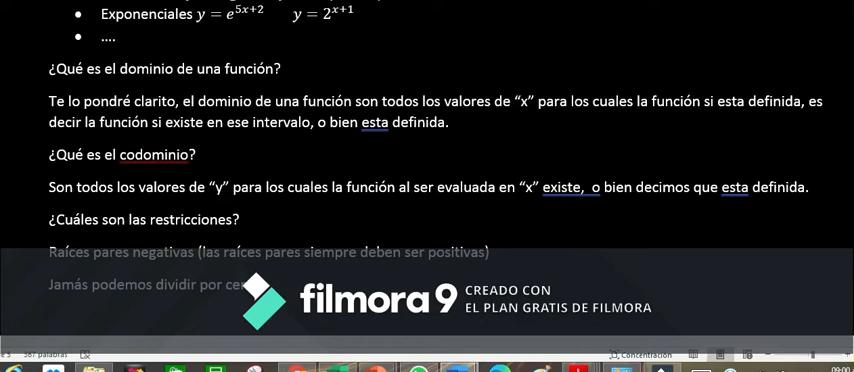 • Exponenciales y = e^{5x+2}     y = 2^{x+1}
• ....
¿Qué es el dominio de una función?
Te lo pondré clarito, el dominio de una función son todos los valores de “x” para los cuales la función si esta definida, es
decir la función si existe en ese intervalo, o bien esta definida.
¿Qué es el codominio?
Son todos los valores de “y” para los cuales la función al ser evaluada en “x” existe,  o bien decimos que esta definida.
¿Cuáles son las restricciones?
Raíces pares negativas (las raíces pares siempre deben ser positivas)
Jamás podemos dividir por
filmora 9
CREADO CON
EL PLAN GRATIS DE FILMORA
e 5   567 palabras   Concentración
09:00